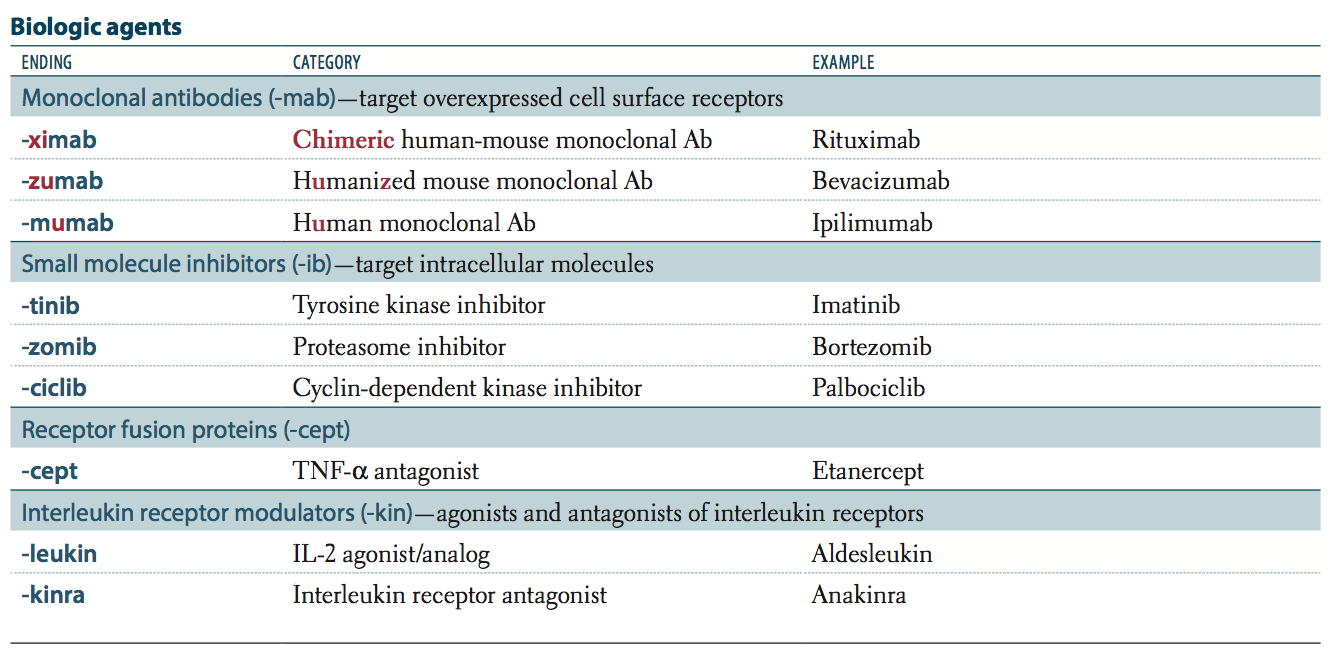 Biologic agents
ENDING CATEGORY EXAMPLE
Monoclonal antibodies (-mab)—target overexpressed cell surface receptors
-ximab Chimeric human-mouse monoclonal Ab Rituximab
-zumab Humanized mouse monoclonal Ab Bevacizumab
-mumab Human monoclonal Ab Ipilimumab
Small molecule inhibitors (-ib)—target intracellular molecules
-tinib Tyrosine kinase inhibitor Imatinib
-zomib Proteasome inhibitor Bortezomib
-ciclib Cyclin-dependent kinase inhibitor Palbociclib
Receptor fusion proteins (-cept)
-cept TNF-α antagonist Etanercept
Interleukin receptor modulators (-kin)—agonists and antagonists of interleukin receptors
-leukin IL-2 agonist/analog Aldesleukin
-kinra Interleukin receptor antagonist Anakinra